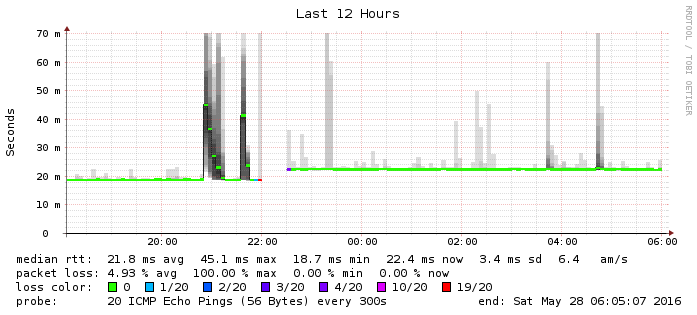 Last 12 Hours
RRDTOOL / TOBI OETIKER
Seconds
70 m
60 m
50 m
40 m
30 m
20 m
10 m
0
20:00 22:00 00:00 02:00 04:00 06:00
median rtt: 21.8 ms avg 45.1 ms max 18.7 ms min 22.4 ms now 3.4 ms sd 6.4 am/s
packet loss: 4.93 % avg 100.00 % max 0.00 % min 0.00 % now
loss color: 0 1/20 2/20 3/20 4/20 10/20 19/20
probe: 20 ICMP Echo Pings (56 Bytes) every 300s end: Sat May 28 06:05:07 2016